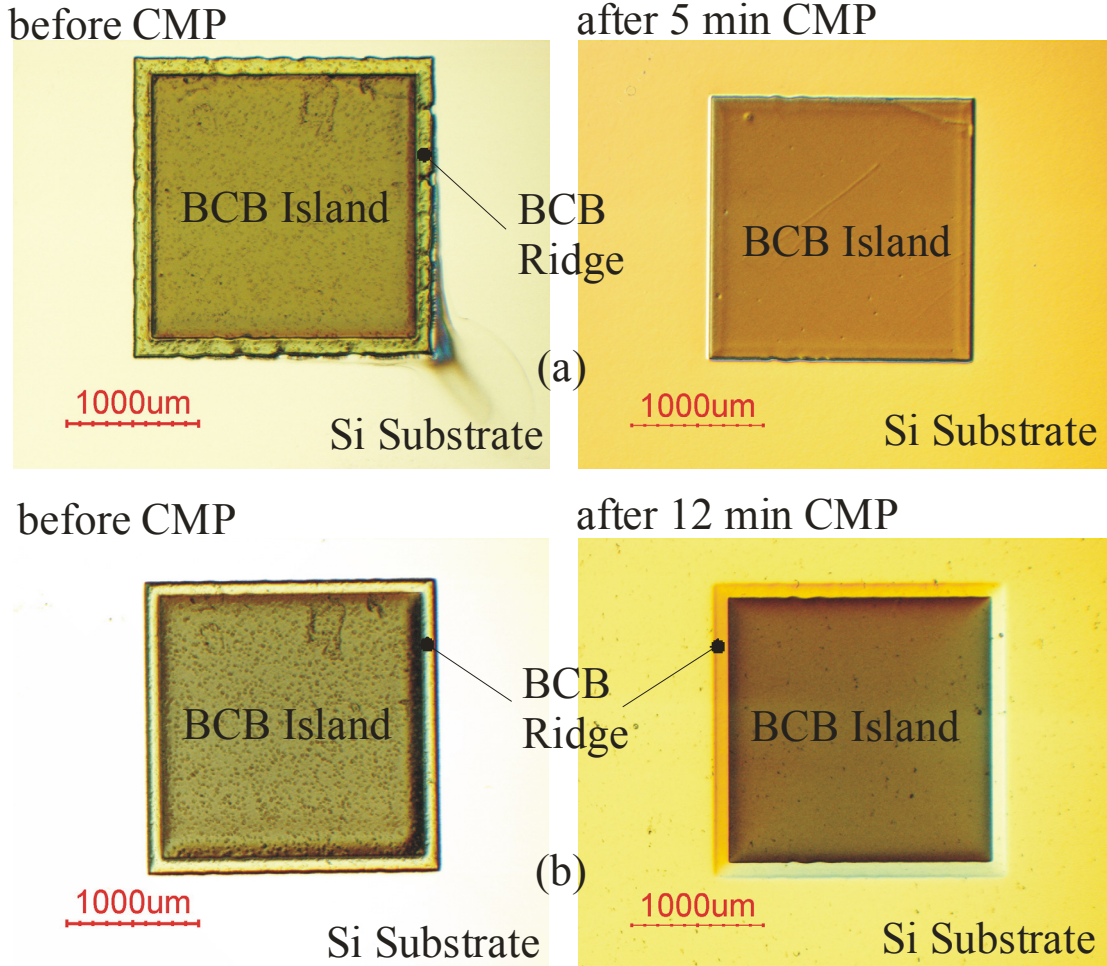 before CMP
after 5 min CMP
BCB Island
BCB
Ridge
BCB Island
(a)
1000um
Si Substrate
1000um
Si Substrate
before CMP
after 12 min CMP
BCB Island
BCB
Ridge
BCB Island
(b)
1000um
Si Substrate
1000um
Si Substrate